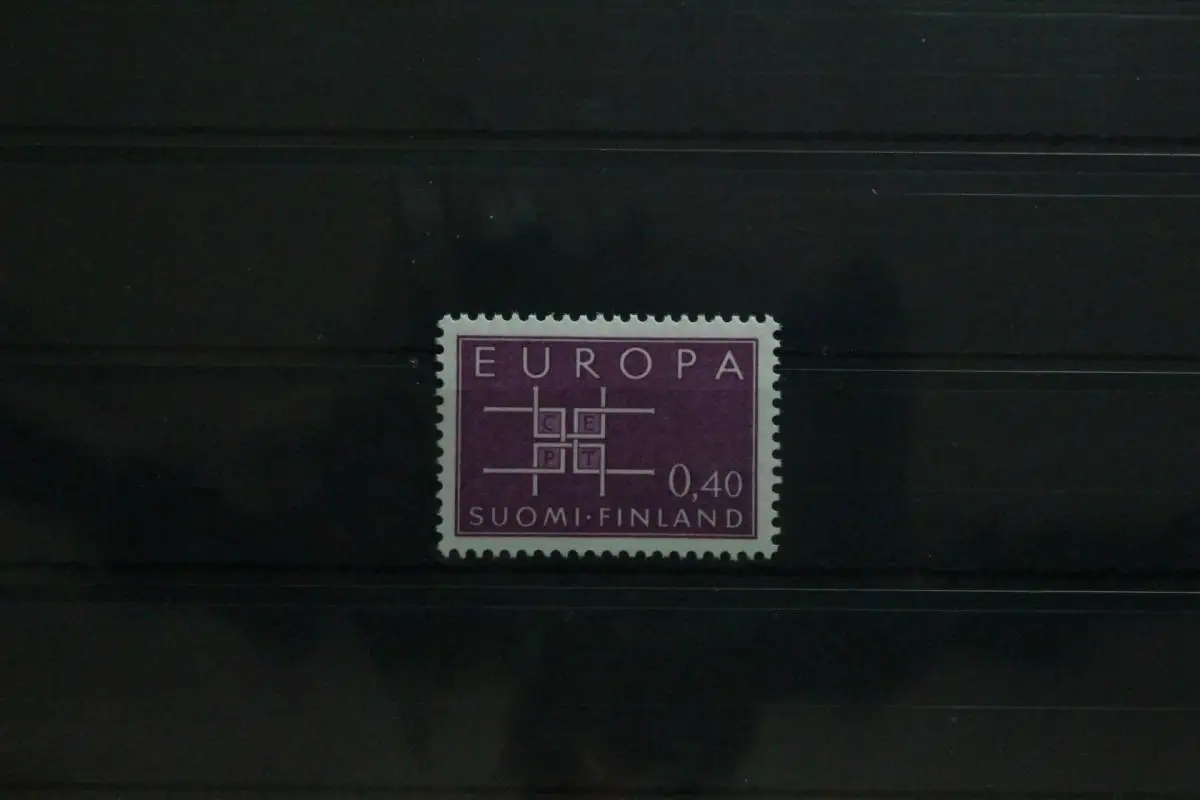 EUROPA
C E
P T
0,40
SUOMI·FINLAND